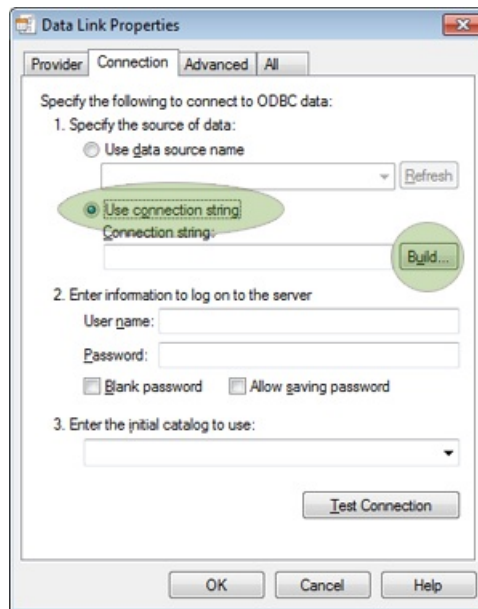 Data Link Properties
Provider Connection Advanced All
Specify the following to connect to ODBC data:
1. Specify the source of data:
Use data source name
Refresh
Use connection string
Connection string:
Build...
2. Enter information to log on to the server
User name:
Password:
Blank password Allow saving password
3. Enter the initial catalog to use:
Test Connection
OK Cancel Help